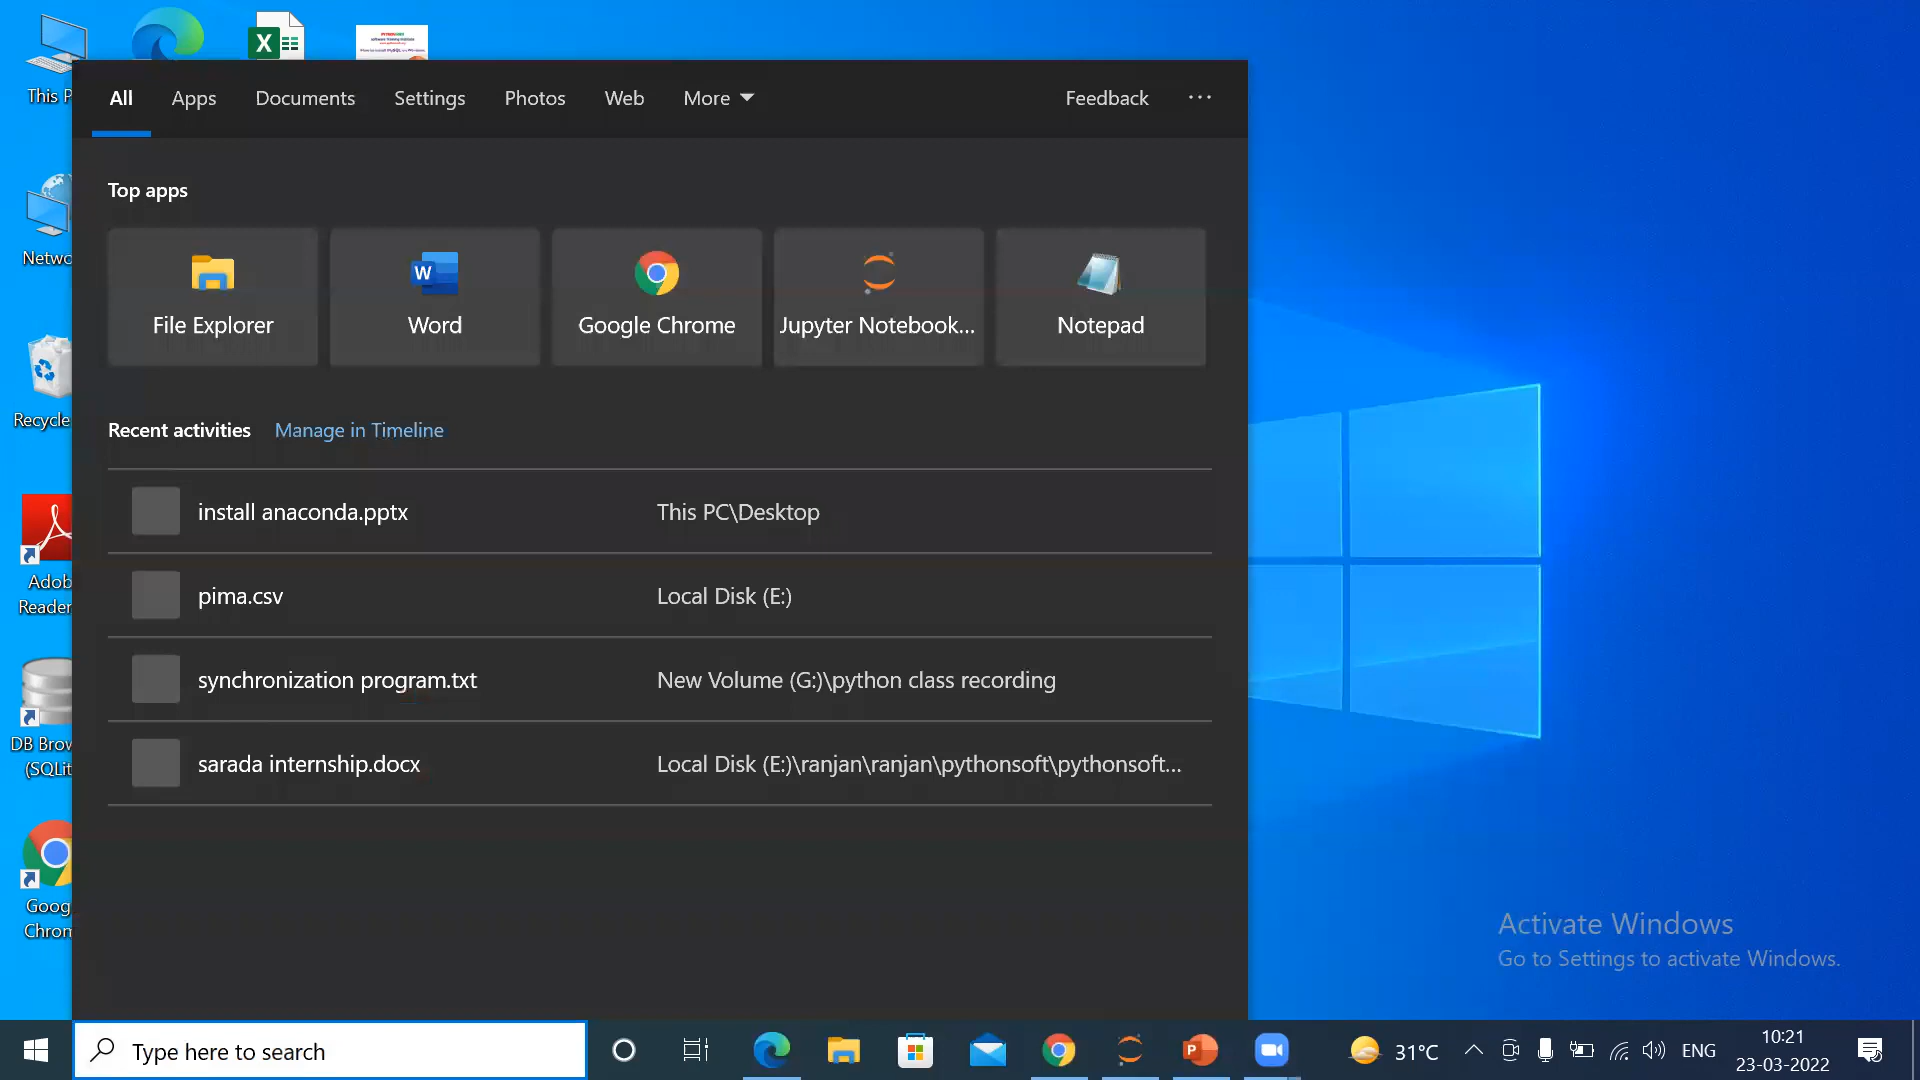 This P
All Apps Documents Settings Photos Web More Feedback ...
Top apps
File Explorer Word Google Chrome Jupyter Notebook... Notepad
Netwo
Recycle
Recent activities Manage in Timeline
install anaconda.pptx This PC\Desktop
Adob
Reader
pima.csv Local Disk (E:)
synchronization program.txt New Volume (G:)\python class recording
DB Brow
(SQLit
sarada internship.docx Local Disk (E:)\ranjan\ranjan\pythonsoft\pythonsoft...
Goog
Chrom
Activate Windows
Go to Settings to activate Windows.
Type here to search
31°C ENG 10:21
23-03-2022